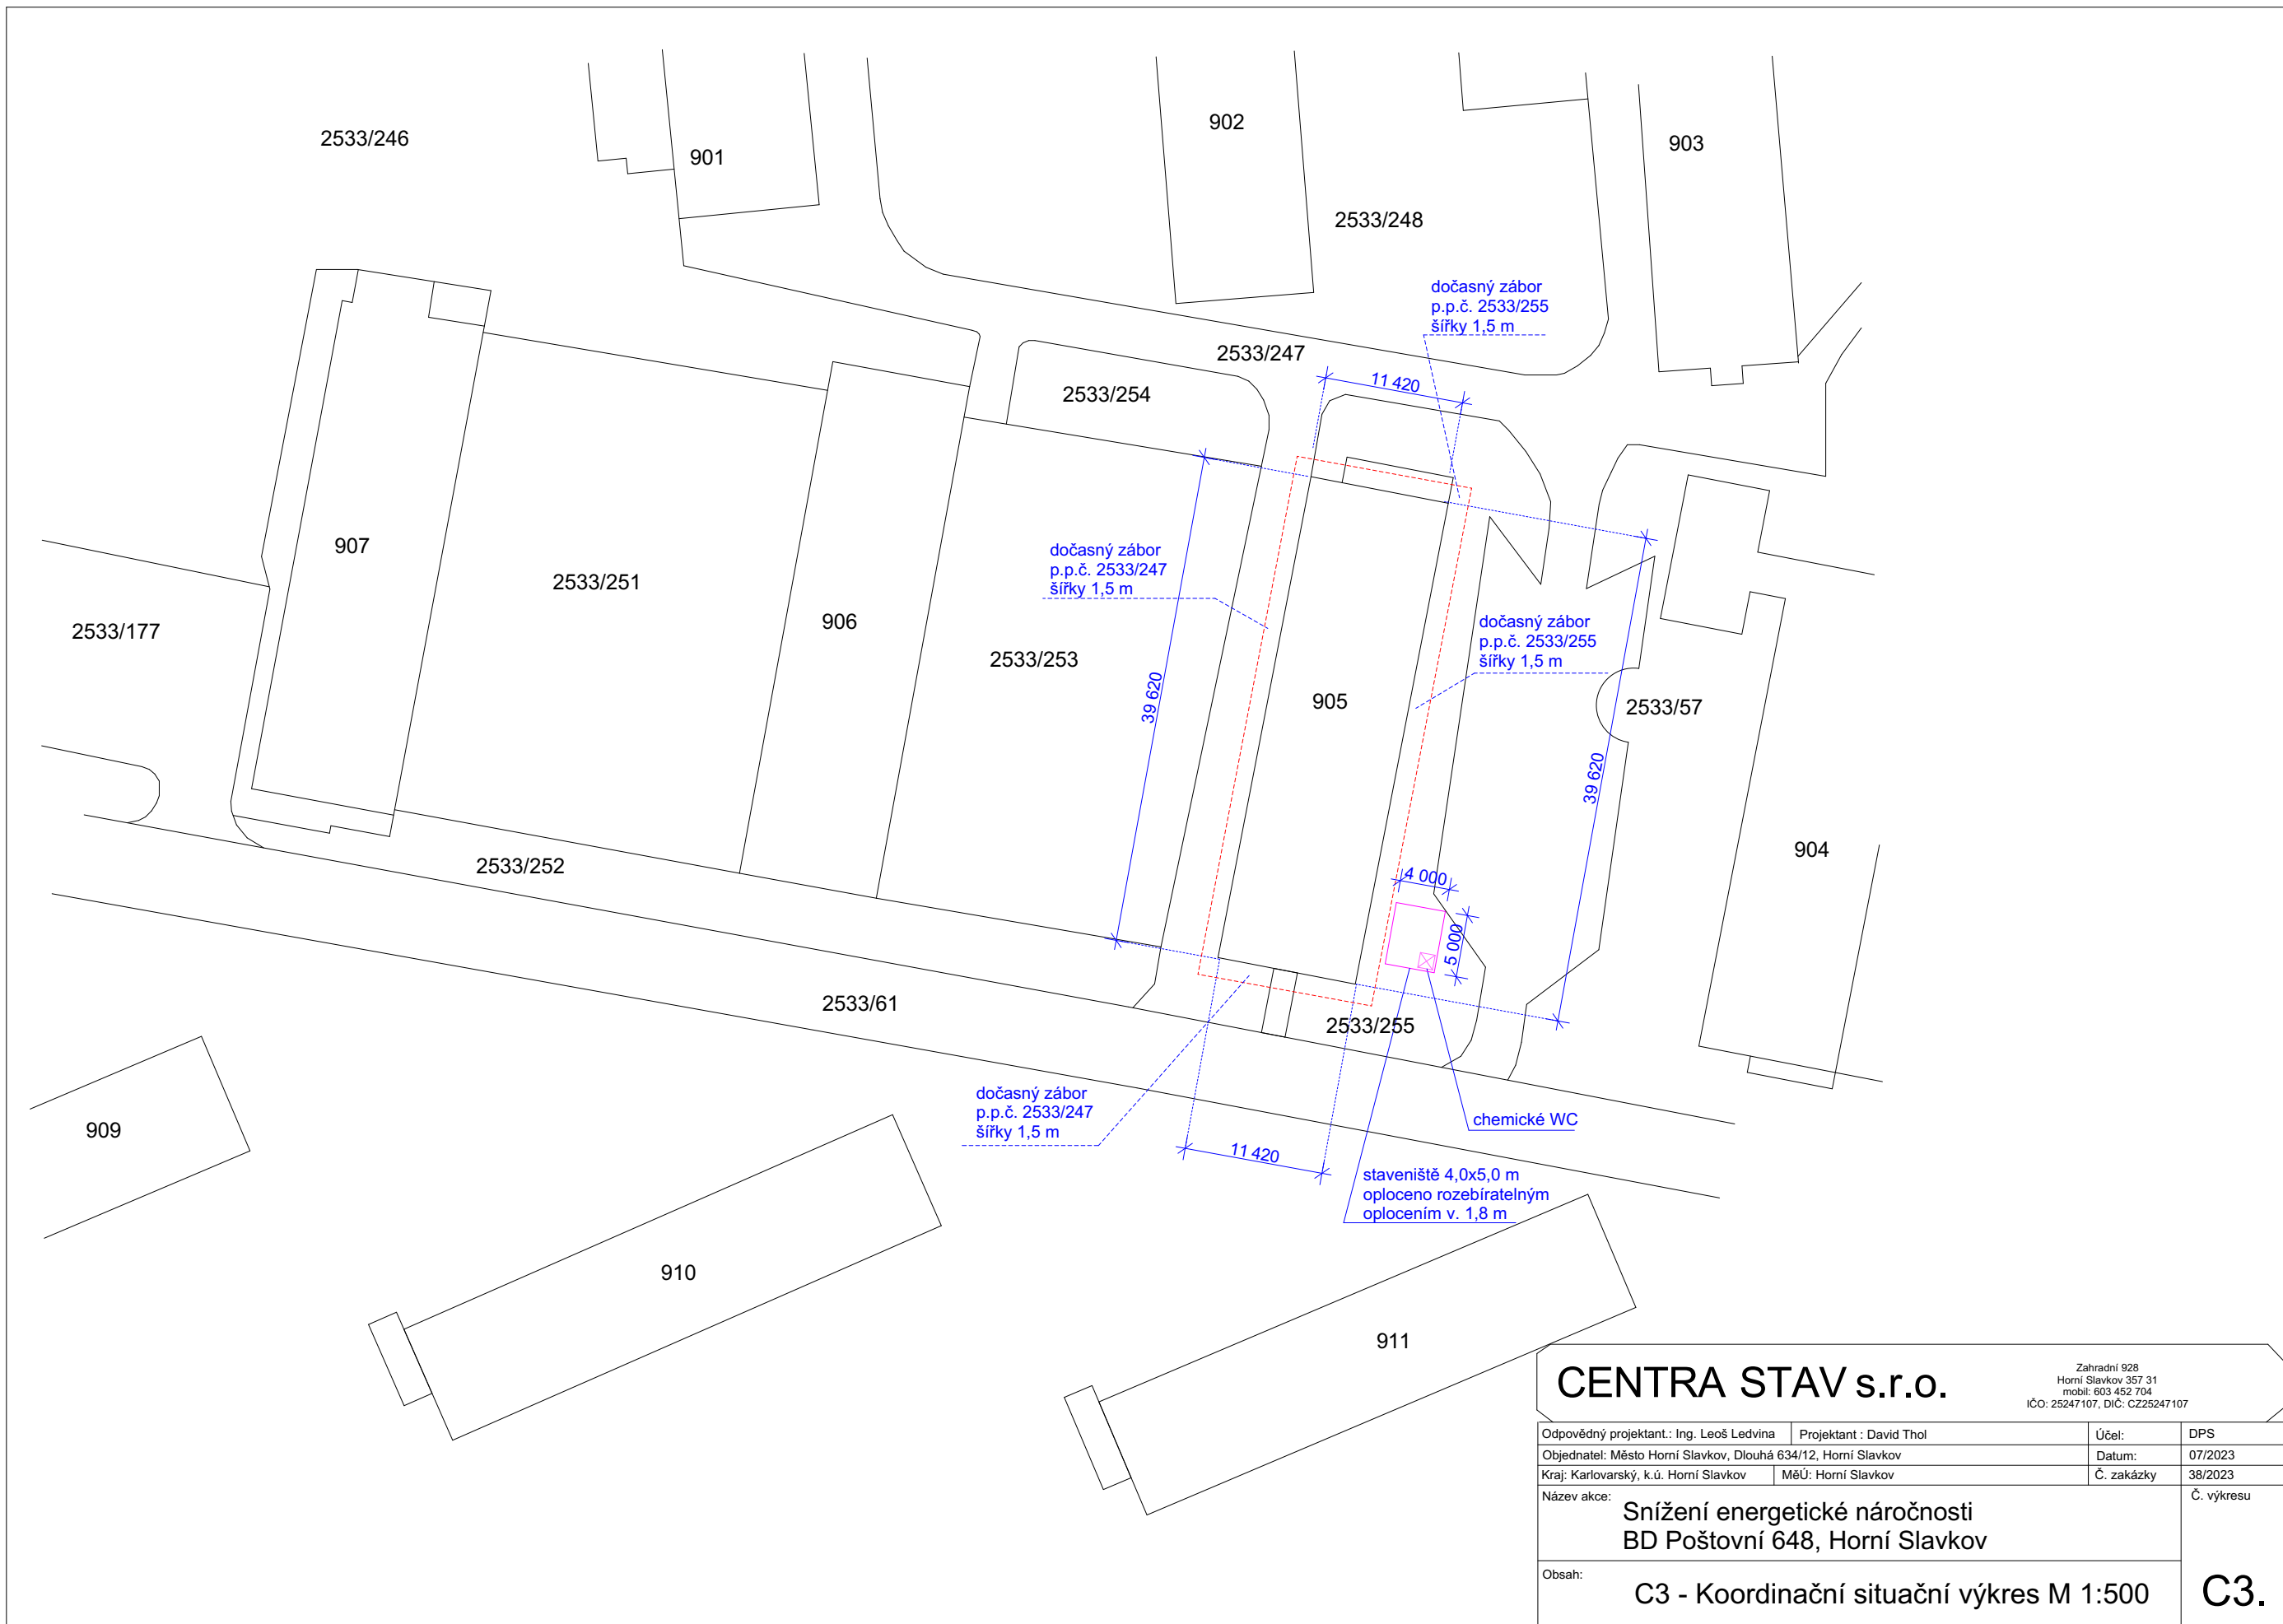 2533/246
901
902
903
2533/248
dočasný zábor
p.p.č. 2533/255
šířky 1,5 m
2533/247
11 420
2533/254
907
2533/251
dočasný zábor
p.p.č. 2533/247
šířky 1,5 m
906
2533/177
2533/253
dočasný zábor
p.p.č. 2533/255
šířky 1,5 m
39 620
905
2533/57
39 620
904
2533/252
4 000
5 000
2533/61
2533/255
dočasný zábor
p.p.č. 2533/247
šířky 1,5 m
chemické WC
909
11 420
staveniště 4,0x5,0 m
oploceno rozebíratelným
oplocením v. 1,8 m
910
911
CENTRA STAV s.r.o.
Zahradní 928
Horní Slavkov 357 31
mobil: 603 452 704
IČO: 25247107, DIČ: CZ25247107
Odpovědný projektant.: Ing. Leoš Ledvina Projektant : David Thol Účel: DPS
Objednatel: Město Horní Slavkov, Dlouhá 634/12, Horní Slavkov Datum: 07/2023
Kraj: Karlovarský, k.ú. Horní Slavkov MěÚ: Horní Slavkov Č. zakázky 38/2023
Název akce: Č. výkresu
Snížení energetické náročnosti
BD Poštovní 648, Horní Slavkov
Obsah:
C3 - Koordinační situační výkres M 1:500 C3.